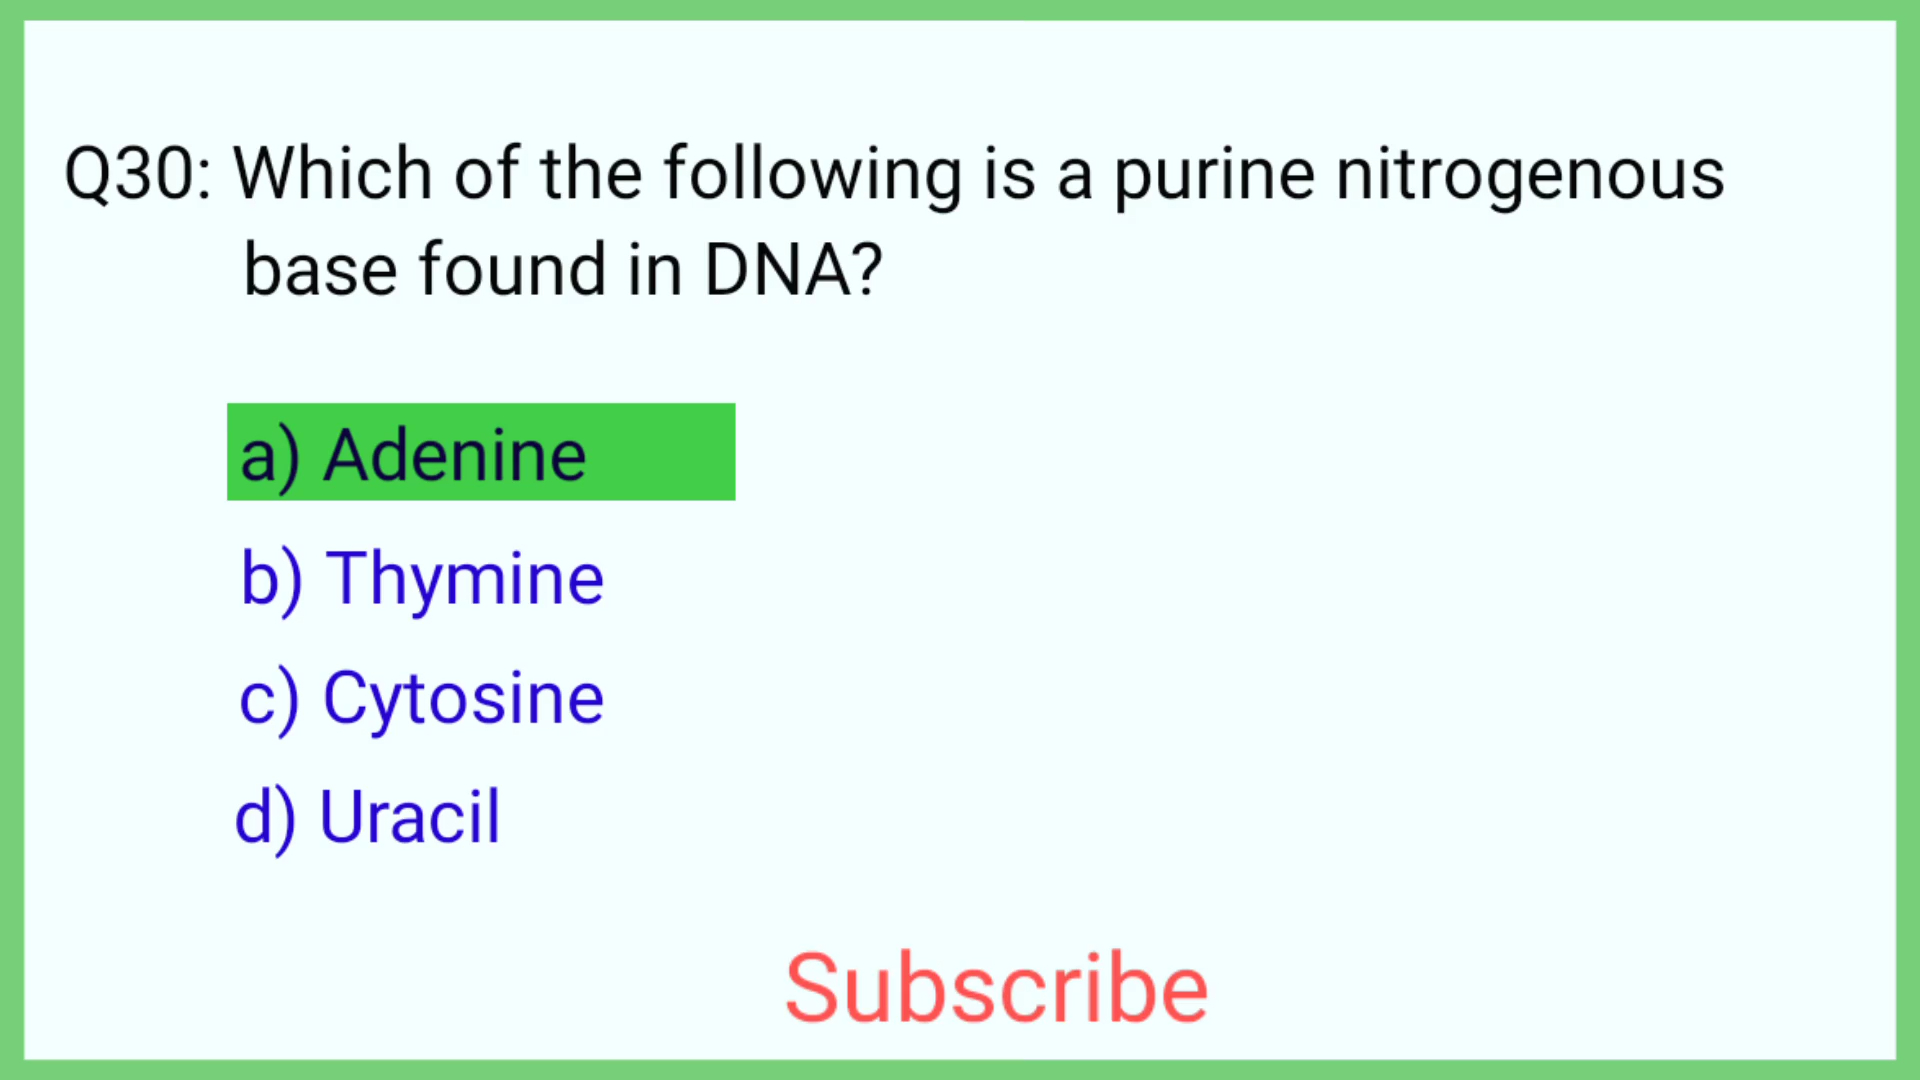 Q30: Which of the following is a purine nitrogenous
base found in DNA?
a) Adenine
b) Thymine
c) Cytosine
d) Uracil
Subscribe